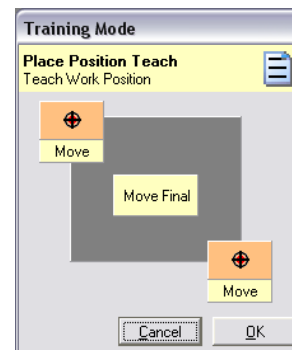 Training Mode
Place Position Teach
Teach Work Position
Move
Move Final
Move
Cancel
OK